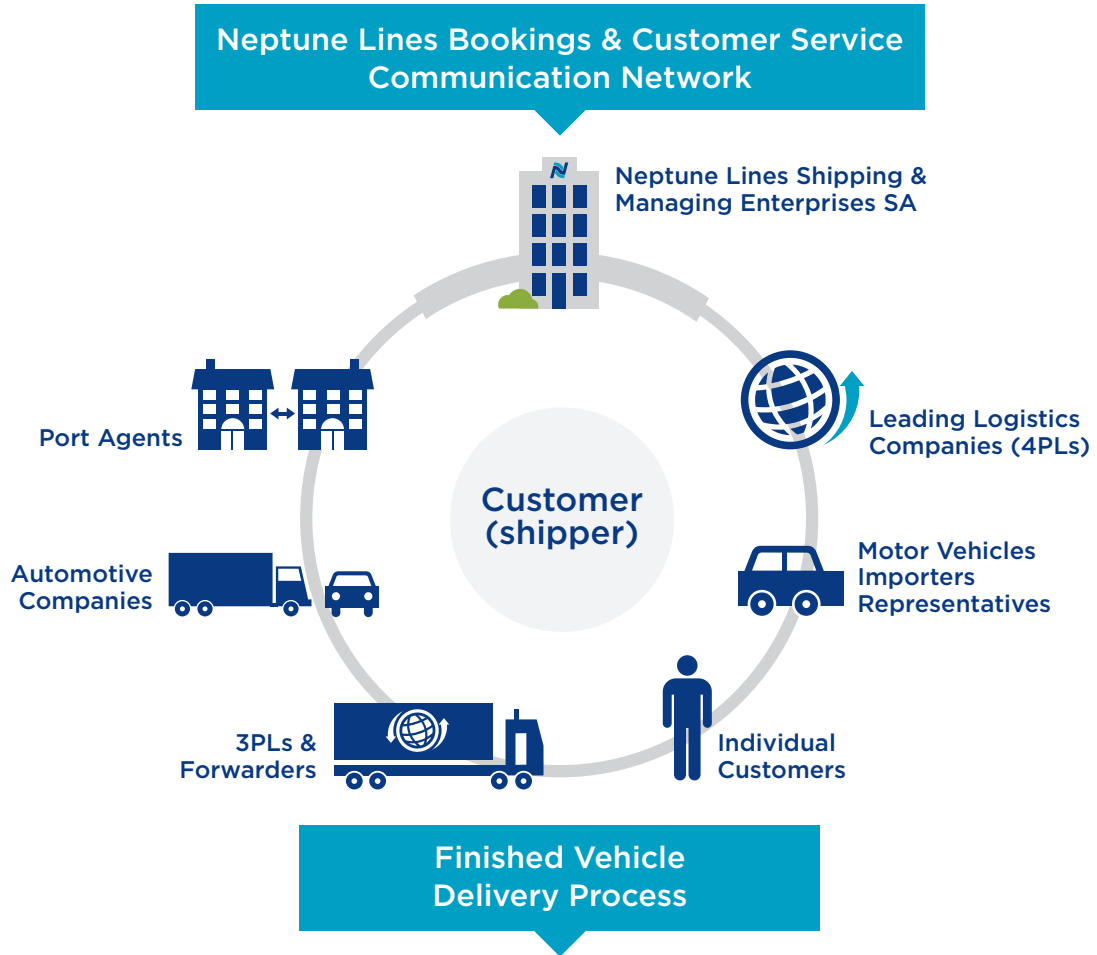 Neptune Lines Bookings & Customer Service
Communication Network
Neptune Lines Shipping &
Managing Enterprises SA
Leading Logistics
Companies (4PLs)
Port Agents
Customer
(shipper)
Motor Vehicles
Importers
Representatives
Automotive
Companies
Individual
Customers
3PLs &
Forwarders
Finished Vehicle
Delivery Process